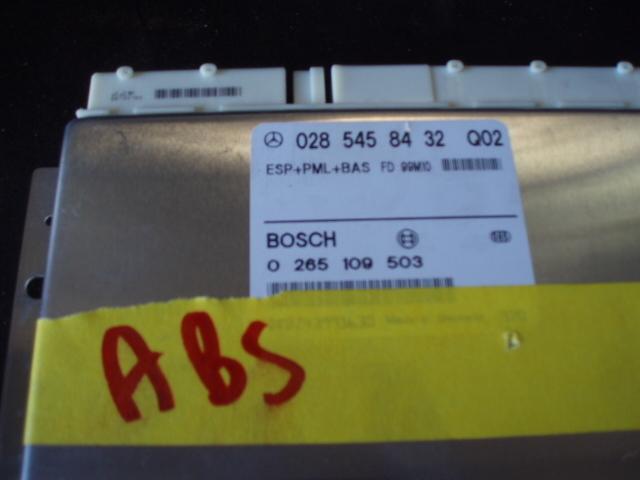 028 545 84 32 Q02
ESP+PML+BAS FD 99M10
BOSCH
0 265 109 503
ABS